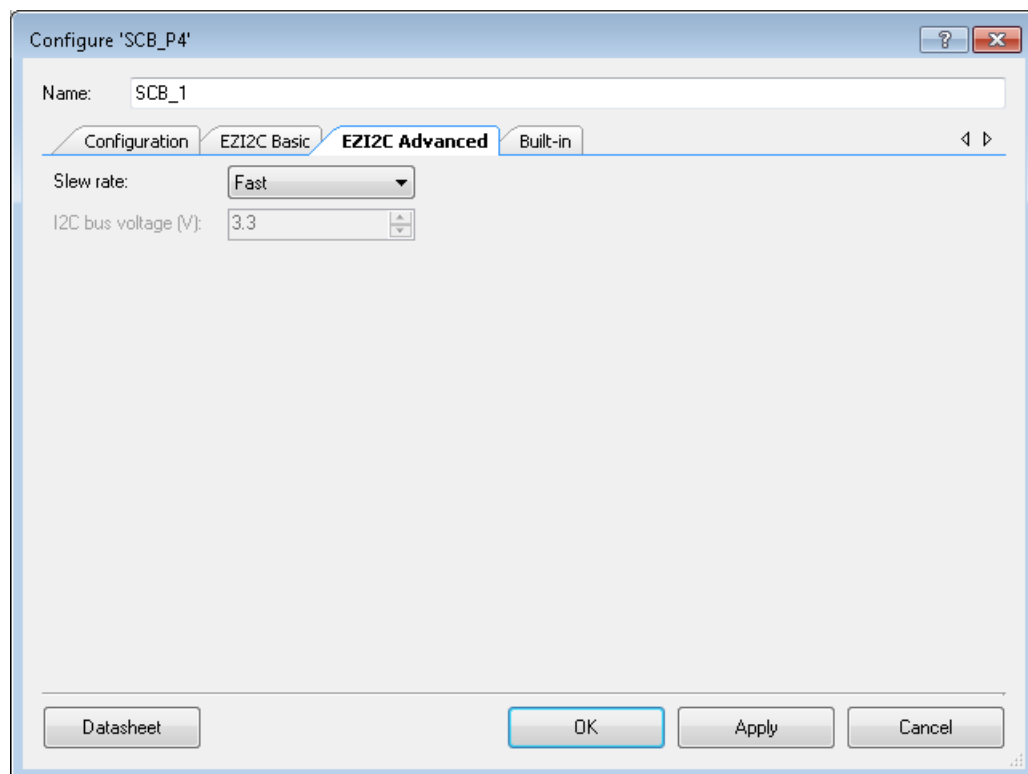 Configure 'SCB_P4'
?
Name: SCB_1
Configuration EZI2C Basic EZI2C Advanced Built-in
Slew rate: Fast
I2C bus voltage (V): 3.3
Datasheet OK Apply Cancel